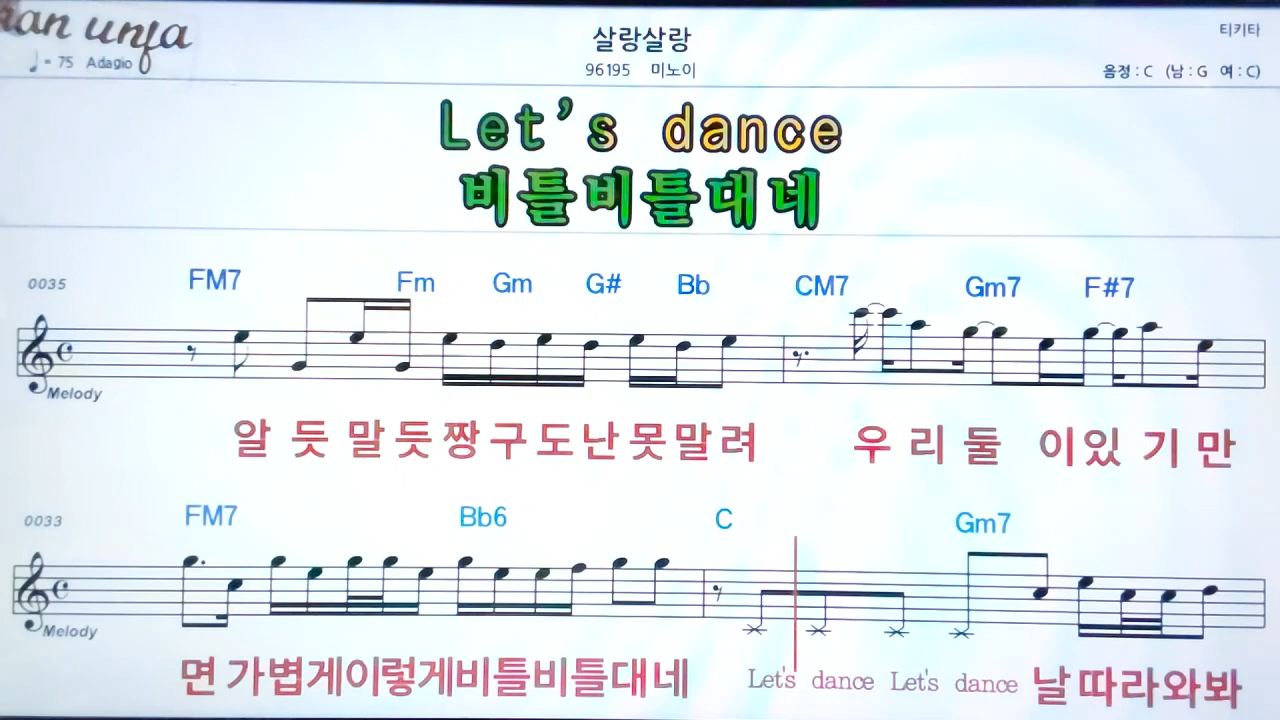 살랑살랑
티키타
♩= 75 Adagio
96195 미노이
음정 : C (남 : G 여 : C)
Let's dance
비틀비틀대네
0035 FM7 Fm Gm G# Bb CM7 Gm7 F#7
Melody
알 듯 말 듯 짱 구 도 난 못 말 려 우 리 둘 이 있 기 만
0033 FM7 Bb6 C Gm7
Melody
면 가볍게이렇게비틀비틀대네 Let's dance Let's dance 날따라와봐